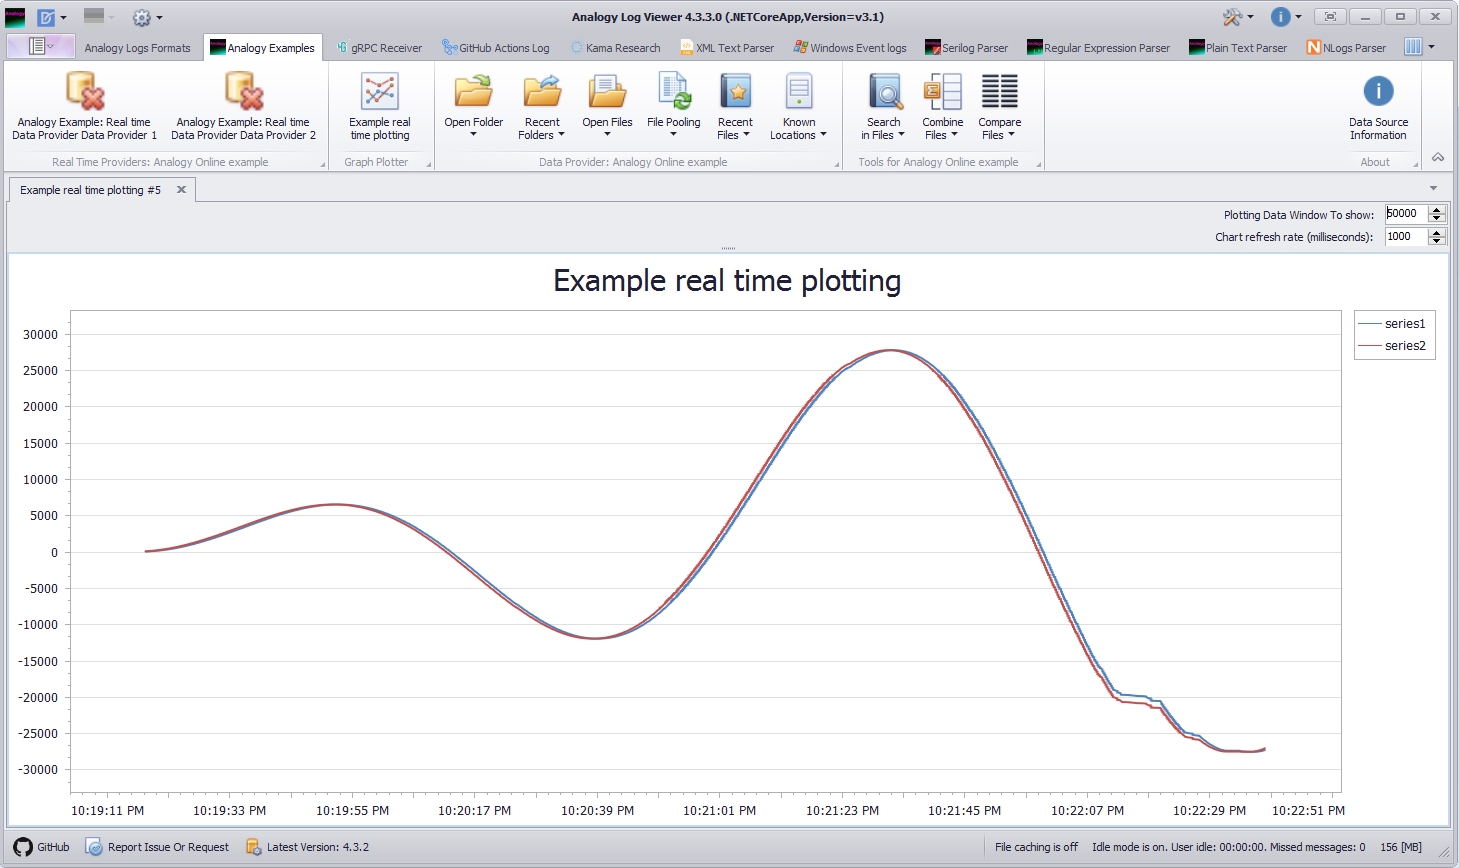 Analogy Log Viewer 4.3.3.0 (.NETCoreApp,Version=v3.1)
Analogy Logs Formats
Analogy Examples
gRPC Receiver
GitHub Actions Log
Kama Research
XML Text Parser
Windows Event logs
Serilog Parser
Regular Expression Parser
Plain Text Parser
NLogs Parser
Analogy Example: Real time
Data Provider Data Provider 1
Analogy Example: Real time
Data Provider Data Provider 2
Example real
time plotting
Open Folder
Recent
Folders
Open Files
File Pooling
Recent
Files
Known
Locations
Search
in Files
Combine
Files
Compare
Files
Data Source
Information
Real Time Providers: Analogy Online example
Graph Plotter
Data Provider: Analogy Online example
Tools for Analogy Online example
About
Example real time plotting #5
Plotting Data Window To show: 50000
Chart refresh rate (milliseconds): 1000
Example real time plotting
series1
series2
30000
25000
20000
15000
10000
5000
0
-5000
-10000
-15000
-20000
-25000
-30000
10:19:11 PM
10:19:33 PM
10:19:55 PM
10:20:17 PM
10:20:39 PM
10:21:01 PM
10:21:23 PM
10:21:45 PM
10:22:07 PM
10:22:29 PM
10:22:51 PM
GitHub
Report Issue Or Request
Latest Version: 4.3.2
File caching is off
Idle mode is on. User idle: 00:00:00. Missed messages: 0
156 [MB]